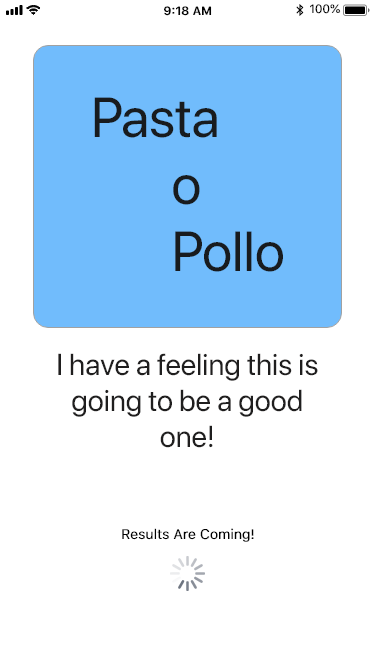 9:18 AM
100%
Pasta
o
Pollo
I have a feeling this is
going to be a good
one!
Results Are Coming!